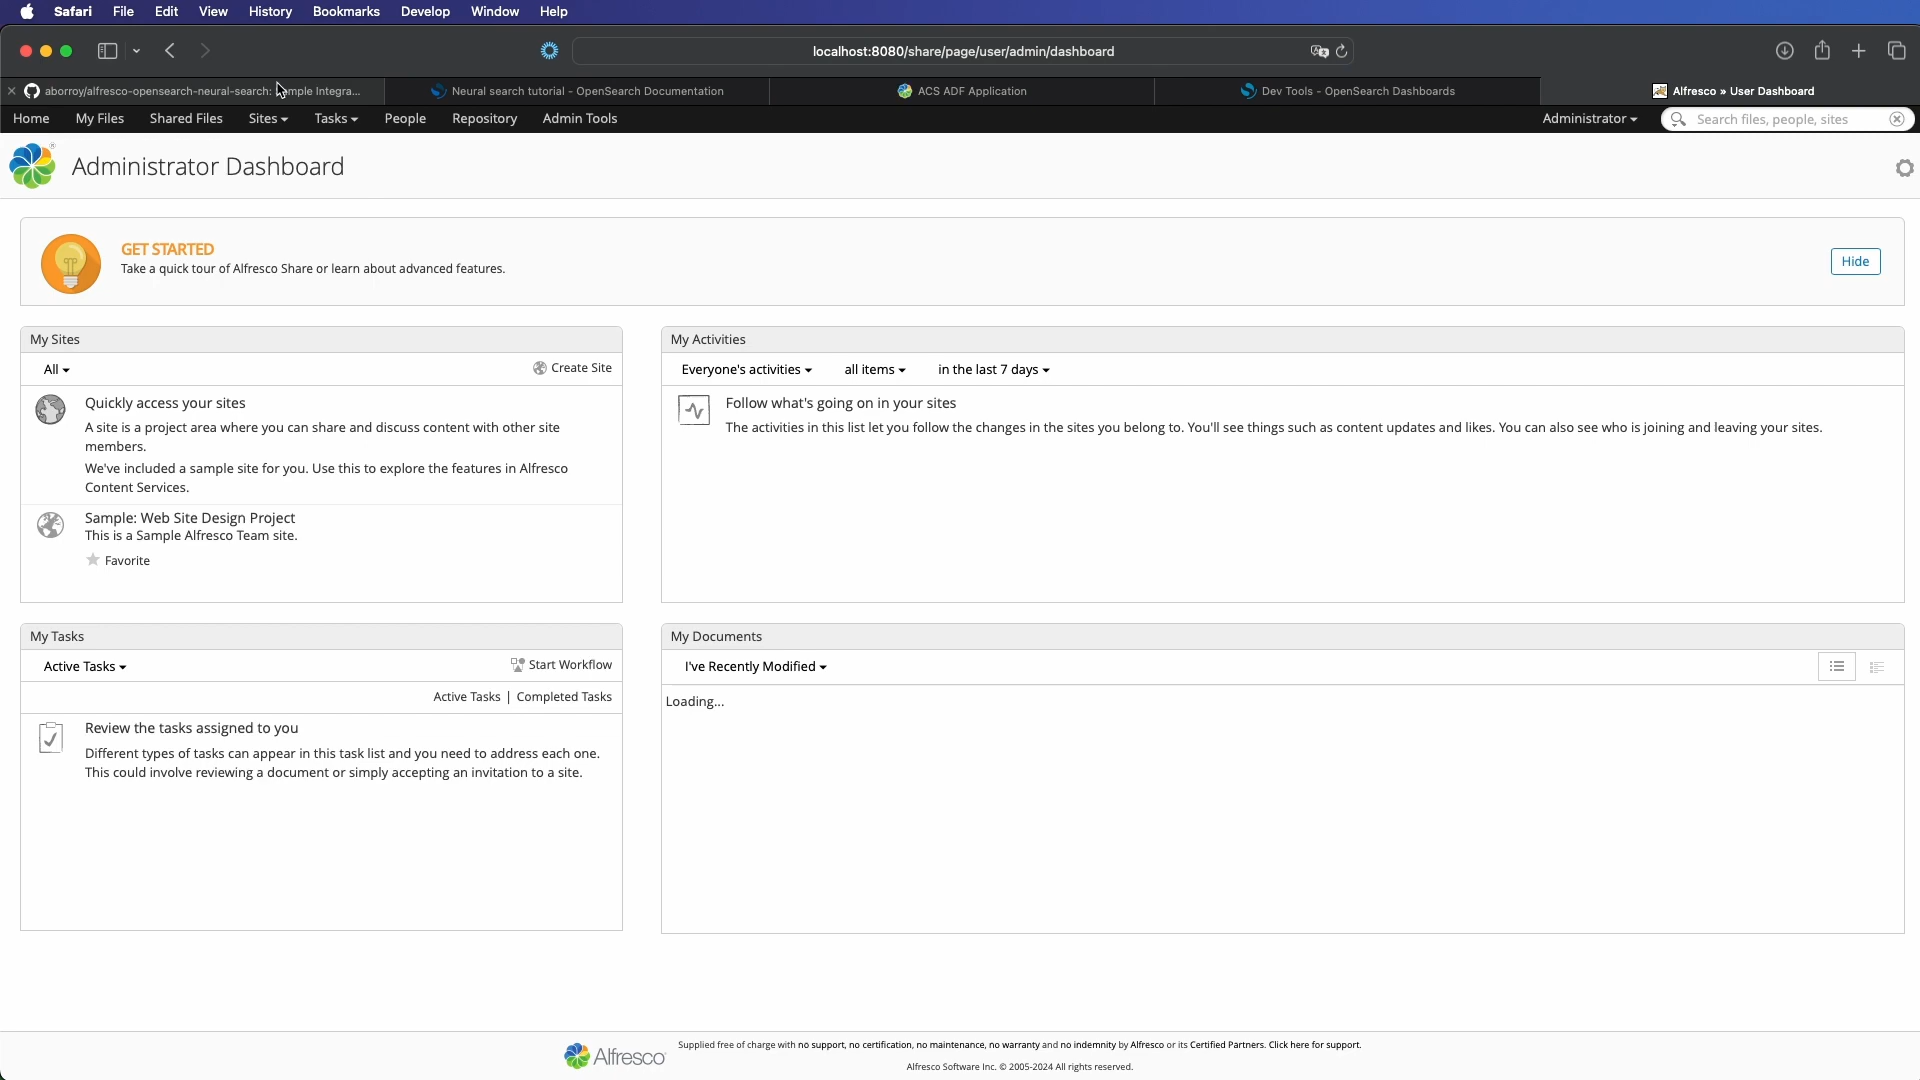 Safari File Edit View History Bookmarks Develop Window Help
localhost:8080/share/page/user/admin/dashboard
aborroy/alfresco-opensearch-neural-search: mple Integra... Neural search tutorial - OpenSearch Documentation ACS ADF Application Dev Tools - OpenSearch Dashboards Alfresco » User Dashboard
Home My Files Shared Files Sites Tasks People Repository Admin Tools Administrator Search files, people, sites
Administrator Dashboard
GET STARTED
Take a quick tour of Alfresco Share or learn about advanced features.
Hide
My Sites
All Create Site
Quickly access your sites
A site is a project area where you can share and discuss content with other site
members.
We've included a sample site for you. Use this to explore the features in Alfresco
Content Services.
Sample: Web Site Design Project
This is a Sample Alfresco Team site.
Favorite
My Activities
Everyone's activities all items in the last 7 days
Follow what's going on in your sites
The activities in this list let you follow the changes in the sites you belong to. You'll see things such as content updates and likes. You can also see who is joining and leaving your sites.
My Tasks
Active Tasks Start Workflow
Active Tasks | Completed Tasks
Review the tasks assigned to you
Different types of tasks can appear in this task list and you need to address each one.
This could involve reviewing a document or simply accepting an invitation to a site.
My Documents
I've Recently Modified
Loading...
Alfresco
Supplied free of charge with no support, no certification, no maintenance, no warranty and no indemnity by Alfresco or its Certified Partners. Click here for support.
Alfresco Software Inc. © 2005-2024 All rights reserved.